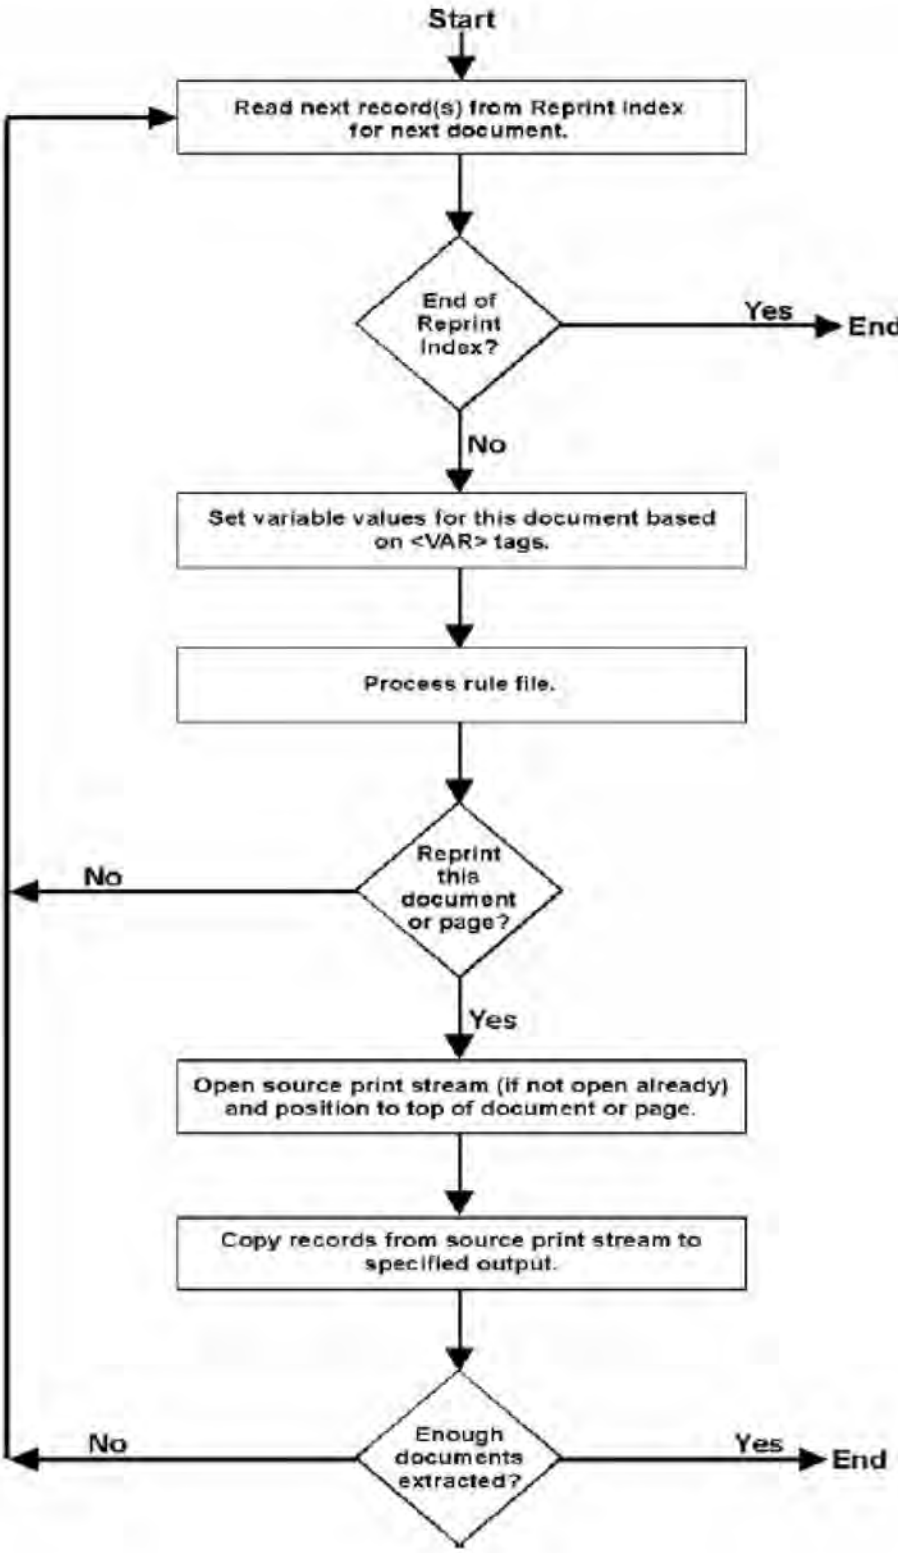 Start
Read next record(s) from Reprint Index
for next document.
End of
Reprint
Index?
Yes
End
No
Set variable values for this document based
on <VAR> tags.
Process rule file.
Reprint
this
document
or page?
No
Yes
Open source print stream (if not open already)
and position to top of document or page.
Copy records from source print stream to
specified output.
Enough
documents
extracted?
No
Yes
End